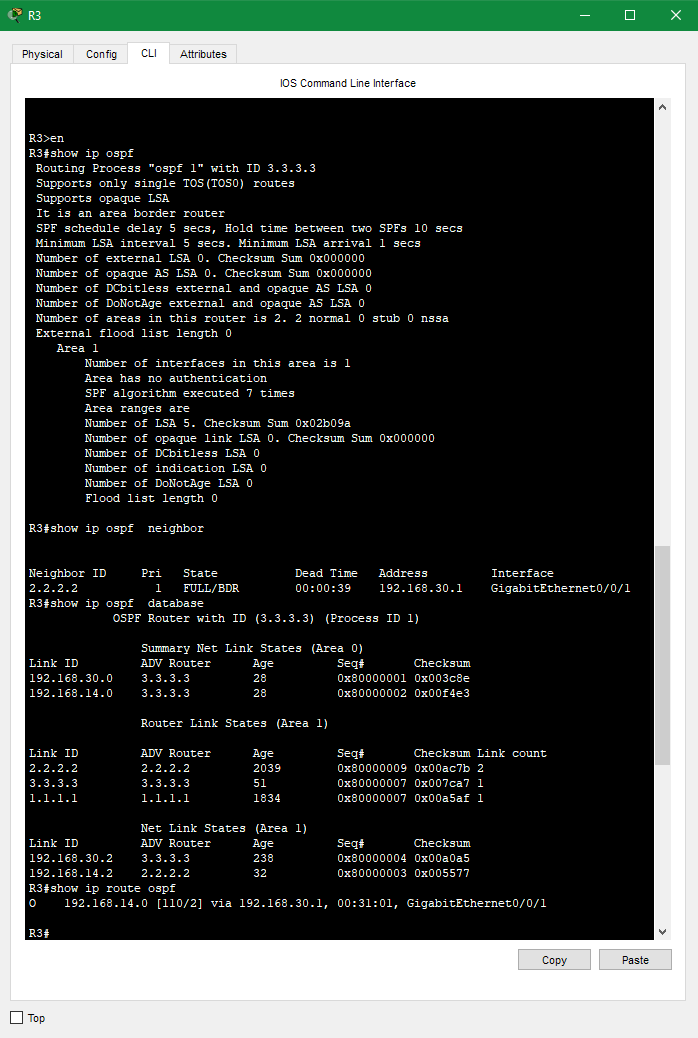 R3
Physical Config CLI Attributes
IOS Command Line Interface
R3>en
R3#show ip ospf
Routing Process "ospf 1" with ID 3.3.3.3
Supports only single TOS(TOS0) routes
Supports opaque LSA
It is an area border router
SPF schedule delay 5 secs, Hold time between two SPFs 10 secs
Minimum LSA interval 5 secs. Minimum LSA arrival 1 secs
Number of external LSA 0. Checksum Sum 0x000000
Number of opaque AS LSA 0. Checksum Sum 0x000000
Number of DCbitless external and opaque AS LSA 0
Number of DoNotAge external and opaque AS LSA 0
Number of areas in this router is 2. 2 normal 0 stub 0 nssa
External flood list length 0
Area 1
Number of interfaces in this area is 1
Area has no authentication
SPF algorithm executed 7 times
Area ranges are
Number of LSA 5. Checksum Sum 0x02b09a
Number of opaque link LSA 0. Checksum Sum 0x000000
Number of DCbitless LSA 0
Number of indication LSA 0
Number of DoNotAge LSA 0
Flood list length 0
R3#show ip ospf  neighbor
Neighbor ID Pri State Dead Time Address Interface
2.2.2.2 1 FULL/BDR 00:00:39 192.168.30.1 GigabitEthernet0/0/1
R3#show ip ospf  database
OSPF Router with ID (3.3.3.3) (Process ID 1)
Summary Net Link States (Area 0)
Link ID ADV Router Age Seq# Checksum
192.168.30.0 3.3.3.3 28 0x80000001 0x003c8e
192.168.14.0 3.3.3.3 28 0x80000002 0x00f4e3
Router Link States (Area 1)
Link ID ADV Router Age Seq# Checksum Link count
2.2.2.2 2.2.2.2 2039 0x80000009 0x00ac7b 2
3.3.3.3 3.3.3.3 51 0x80000007 0x007ca7 1
1.1.1.1 1.1.1.1 1834 0x80000007 0x00a5af 1
Net Link States (Area 1)
Link ID ADV Router Age Seq# Checksum
192.168.30.2 3.3.3.3 238 0x80000004 0x00a0a5
192.168.14.2 2.2.2.2 32 0x80000003 0x005577
R3#show ip route ospf
O 192.168.14.0 [110/2] via 192.168.30.1, 00:31:01, GigabitEthernet0/0/1
R3#
Copy Paste
Top